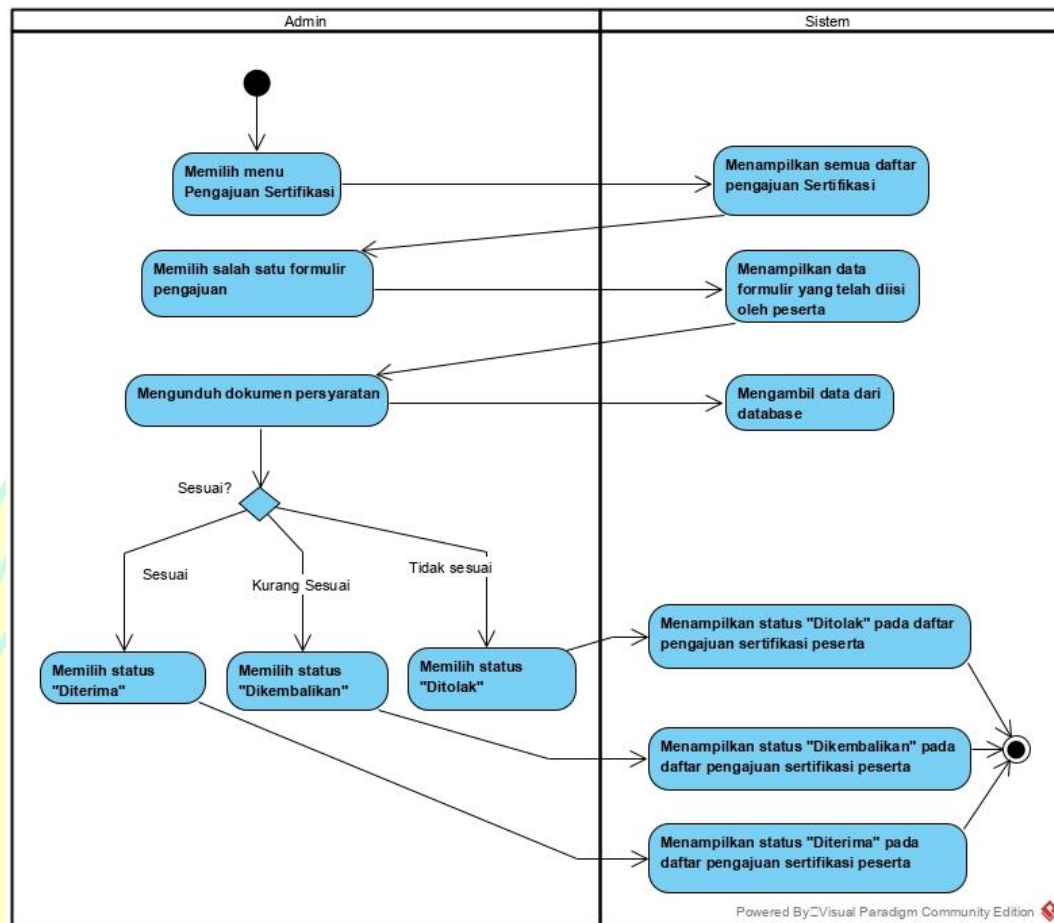 Admin
Sistem
Memilih menu
Pengajuan Sertifikasi
Menampilkan semua daftar
pengajuan Sertifikasi
Memilih salah satu formulir
pengajuan
Menampilkan data
formulir yang telah diisi
oleh peserta
Mengunduh dokumen persyaratan
Mengambil data dari
database
Sesuai?
Sesuai
Kurang Sesuai
Tidak sesuai
Memilih status
"Diterima"
Memilih status
"Dikembalikan"
Memilih status
"Ditolak"
Menampilkan status "Ditolak" pada daftar
pengajuan sertifikasi peserta
Menampilkan status "Dikembalikan" pada
daftar pengajuan sertifikasi peserta
Menampilkan status "Diterima" pada
daftar pengajuan sertifikasi peserta
Powered By Visual Paradigm Community Edition